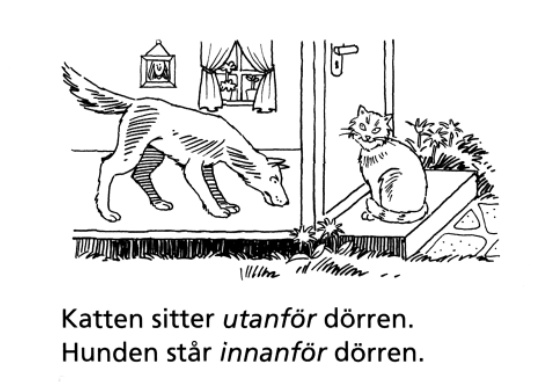 Katten sitter utanför dörren.
Hunden står innanför dörren.